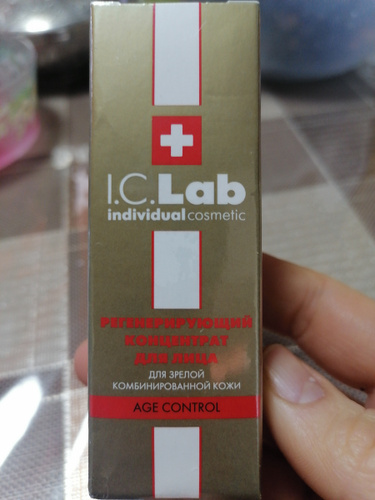 I.C.Lab
individual cosmetic
РЕГЕНЕРИРУЮЩИЙ
КОНЦЕНТРАТ
ДЛЯ ЛИЦА
ДЛЯ ЗРЕЛОЙ
КОМБИНИРОВАННОЙ КОЖИ
AGE CONTROL